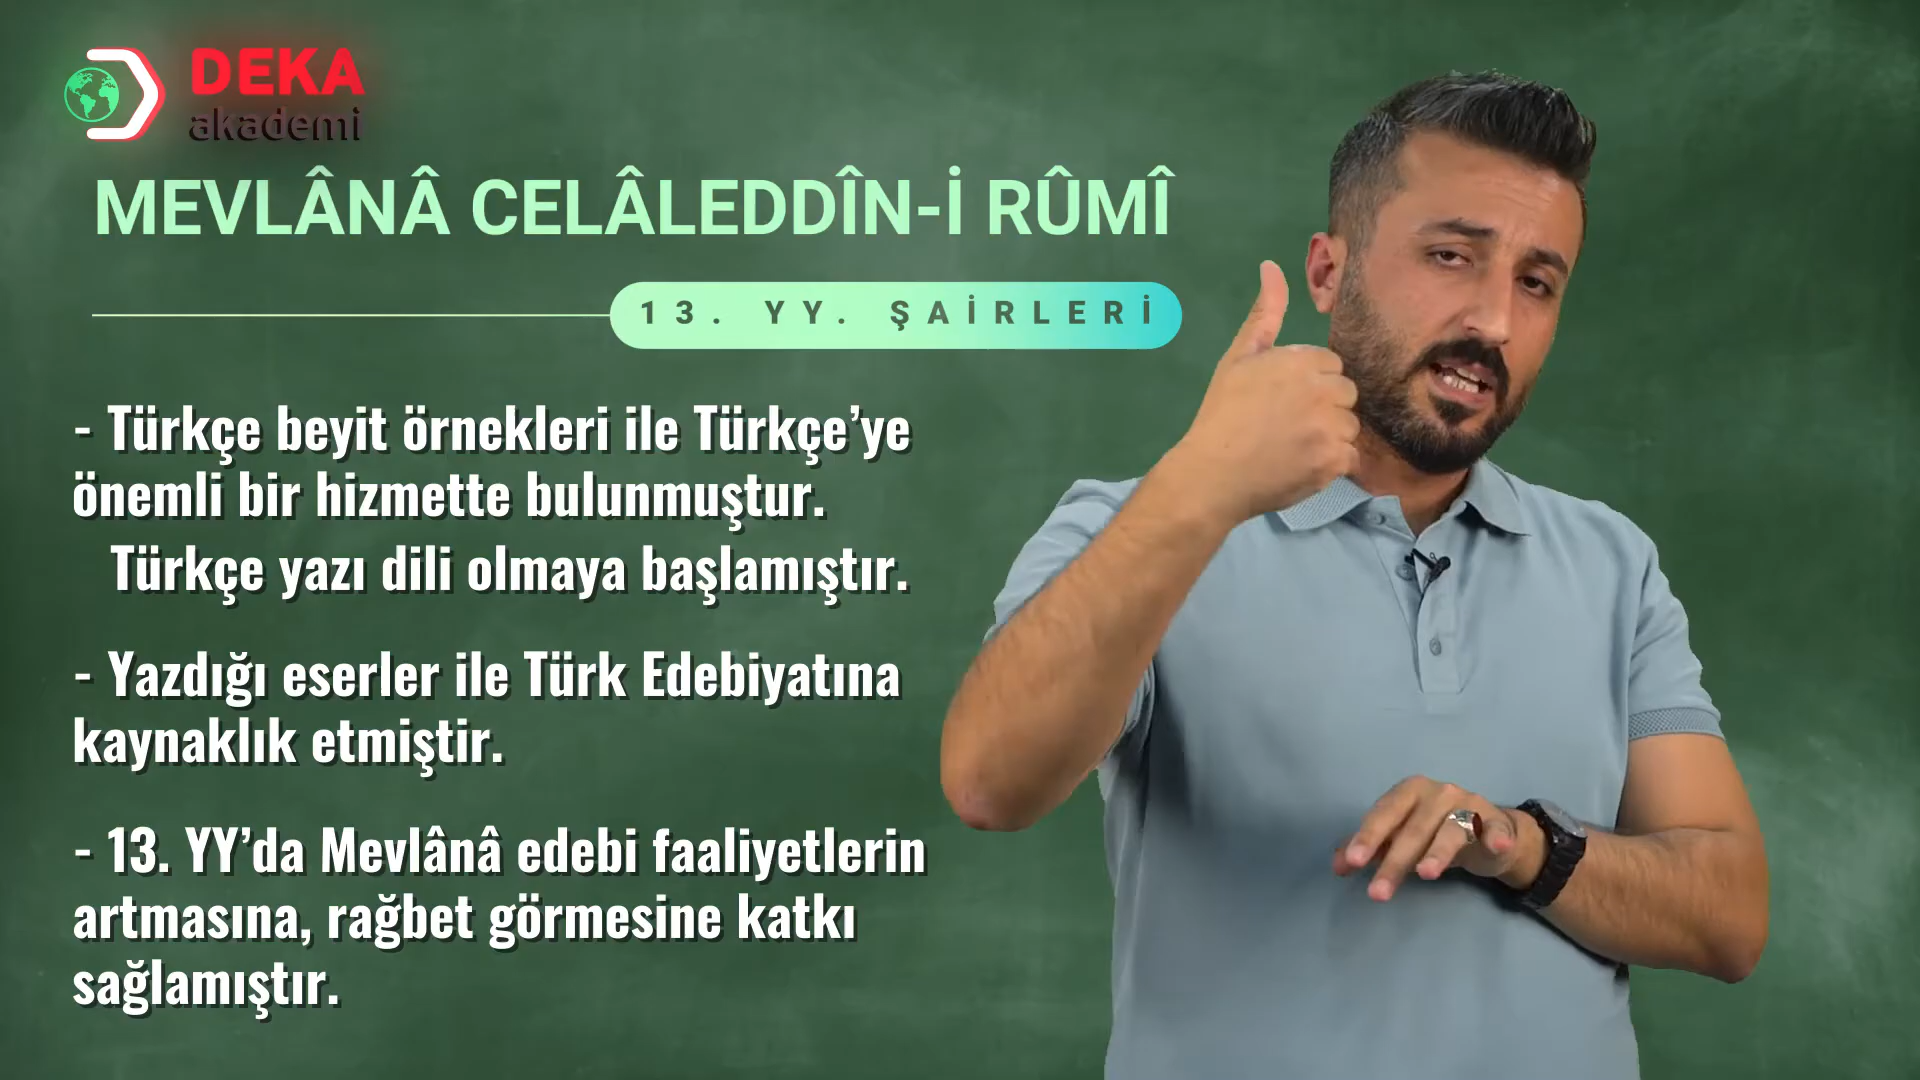 DEKA
akademi
MEVLÂNÂ CELÂLEDDÎN-İ RÛMÎ
13. YY. ŞAİRLERİ
- Türkçe beyit örnekleri ile Türkçe’ye
önemli bir hizmette bulunmuştur.
Türkçe yazı dili olmaya başlamıştır.
- Yazdığı eserler ile Türk Edebiyatına
kaynaklık etmiştir.
- 13. YY’da Mevlânâ edebi faaliyetlerin
artmasına, rağbet görmesine katkı
sağlamıştır.